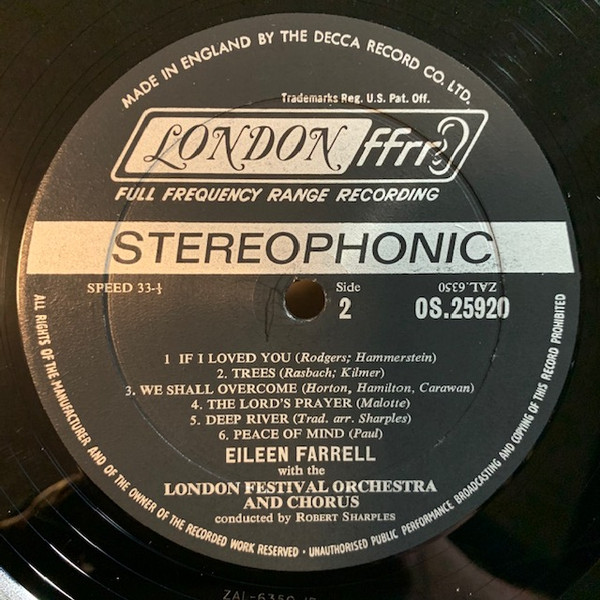 MADE IN ENGLAND BY THE DECCA RECORD CO. LTD.
Trademarks Reg. U.S. Pat. Off.
LONDON ffrr
FULL FREQUENCY RANGE RECORDING
STEREOPHONIC
SPEED 33-⅓
Side
2
ZAL.6350
OS.25920
1 IF I LOVED YOU (Rodgers; Hammerstein)
2. TREES (Rasbach; Kilmer)
3. WE SHALL OVERCOME (Horton, Hamilton, Carawan)
4. THE LORD'S PRAYER (Malotte)
5. DEEP RIVER (Trad. arr. Sharples)
6. PEACE OF MIND (Paul)
EILEEN FARRELL
with the
LONDON FESTIVAL ORCHESTRA
AND CHORUS
conducted by ROBERT SHARPLES
ALL RIGHTS OF THE MANUFACTURER AND OF THE OWNER OF THE RECORDED WORK RESERVED · UNAUTHORISED PUBLIC PERFORMANCE BROADCASTING AND COPYING OF THIS RECORD PROHIBITED